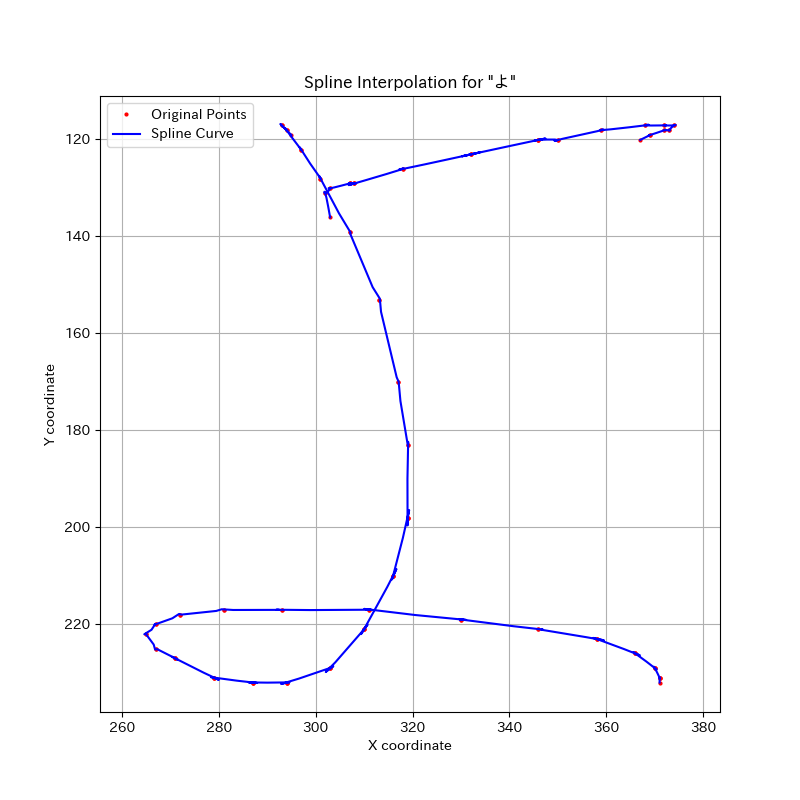 Spline Interpolation for "よ"
Original Points
Spline Curve
120
140
160
180
200
220
Y coordinate
260 280 300 320 340 360 380
X coordinate